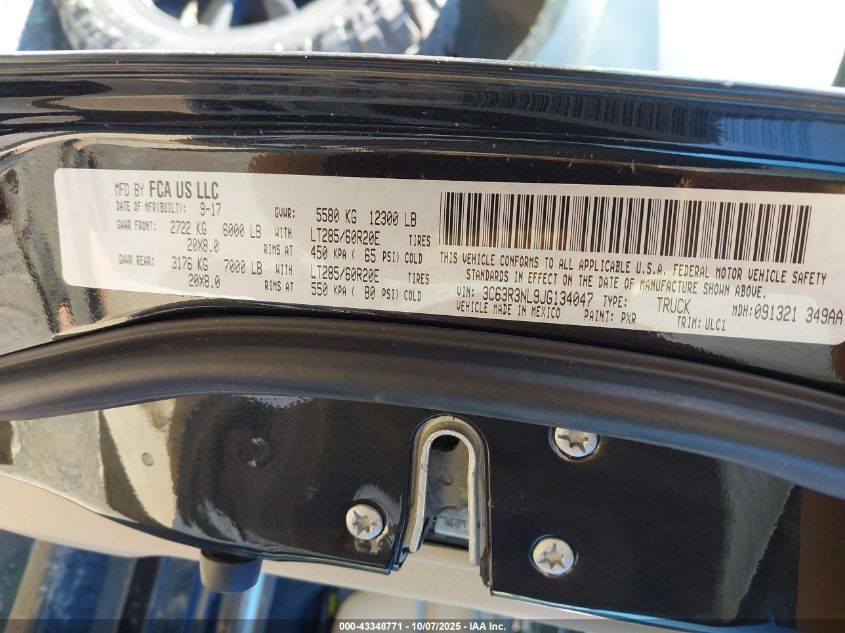 MFD BY FCA US LLC
DATE OF MFR(BUILT): 9-17 GVWR: 5580 KG 12300 LB
GAWR FRONT: 2722 KG 6000 LB WITH LT285/60R20E TIRES
20X8.0 RIMS AT 450 KPA ( 65 PSI) COLD
GAWR REAR: 3176 KG 7000 LB WITH LT285/60R20E TIRES
20X8.0 RIMS AT 550 KPA ( 80 PSI) COLD
THIS VEHICLE CONFORMS TO ALL APPLICABLE U.S.A. FEDERAL MOTOR VEHICLE SAFETY
STANDARDS IN EFFECT ON THE DATE OF MANUFACTURE SHOWN ABOVE.
VIN: 3C63R3NL9JG134047 TYPE: TRUCK MDH:091321 349AA
VEHICLE MADE IN MEXICO PAINT: PXR TRIM: ULC1
000-43348771 | 10/07/2025 - IAA Inc.